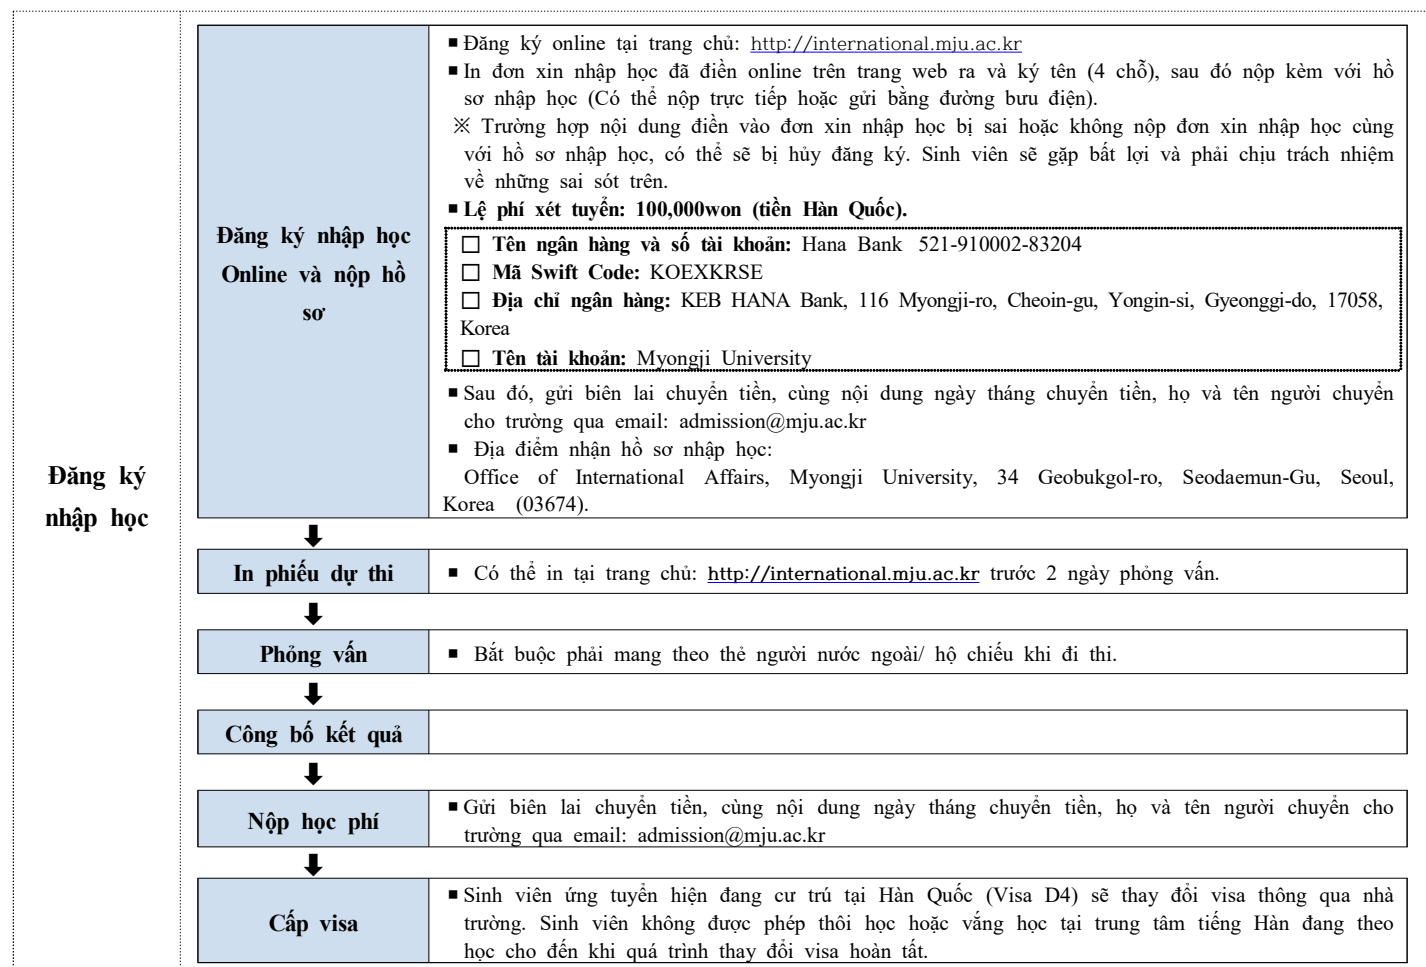 Đăng ký
nhập học
Đăng ký nhập học
Online và nộp hồ
sơ
■ Đăng ký online tại trang chủ: http://international.mju.ac.kr
■ In đơn xin nhập học đã điền online trên trang web ra và ký tên (4 chỗ), sau đó nộp kèm với hồ
sơ nhập học (Có thể nộp trực tiếp hoặc gửi bằng đường bưu điện).
※ Trường hợp nội dung điền vào đơn xin nhập học bị sai hoặc không nộp đơn xin nhập học cùng
với hồ sơ nhập học, có thể sẽ bị hủy đăng ký. Sinh viên sẽ gặp bất lợi và phải chịu trách nhiệm
về những sai sót trên.
■ Lệ phí xét tuyển: 100,000won (tiền Hàn Quốc).
□ Tên ngân hàng và số tài khoản: Hana Bank 521-910002-83204
□ Mã Swift Code: KOEXKRSE
□ Địa chỉ ngân hàng: KEB HANA Bank, 116 Myongji-ro, Cheoin-gu, Yongin-si, Gyeonggi-do, 17058,
Korea
□ Tên tài khoản: Myongji University
■ Sau đó, gửi biên lai chuyển tiền, cùng nội dung ngày tháng chuyển tiền, họ và tên người chuyển
cho trường qua email: admission@mju.ac.kr
■ Địa điểm nhận hồ sơ nhập học:
Office of International Affairs, Myongji University, 34 Geobukgol-ro, Seodaemun-Gu, Seoul,
Korea (03674).
In phiếu dự thi
■ Có thể in tại trang chủ: http://international.mju.ac.kr trước 2 ngày phỏng vấn.
Phỏng vấn
■ Bắt buộc phải mang theo thẻ người nước ngoài/ hộ chiếu khi đi thi.
Công bố kết quả
Nộp học phí
■ Gửi biên lai chuyển tiền, cùng nội dung ngày tháng chuyển tiền, họ và tên người chuyển cho
trường qua email: admission@mju.ac.kr
Cấp visa
■ Sinh viên ứng tuyển hiện đang cư trú tại Hàn Quốc (Visa D4) sẽ thay đổi visa thông qua nhà
trường. Sinh viên không được phép thôi học hoặc vắng học tại trung tâm tiếng Hàn đang theo
học cho đến khi quá trình thay đổi visa hoàn tất.